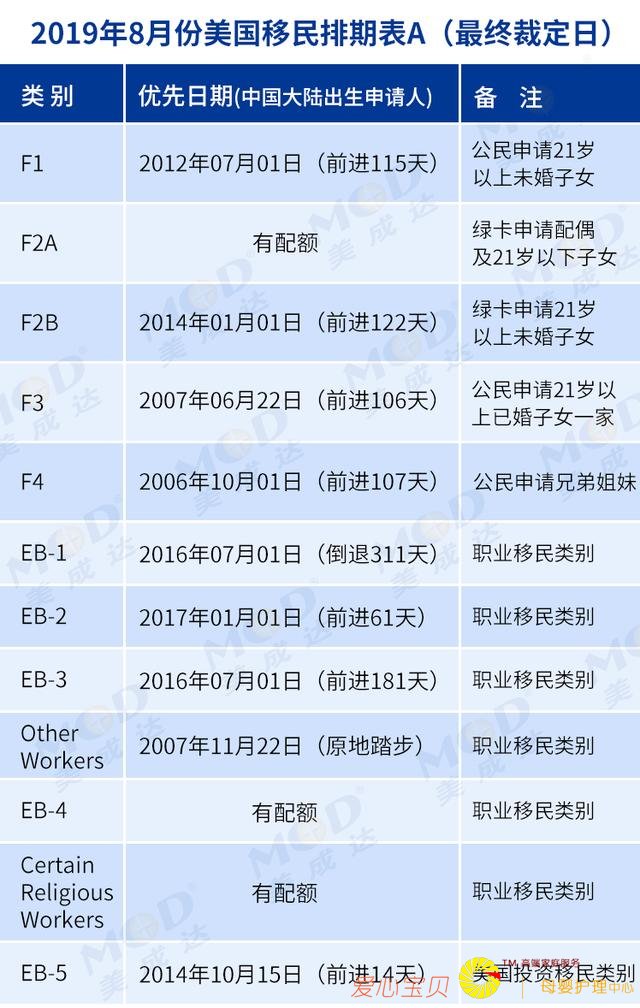 2019年8月份美国移民排期表A（最终裁定日）
类别 优先日期(中国大陆出生申请人) 备 注
F1 2012年07月01日（前进115天） 公民申请21岁
以上未婚子女
F2A 有配额 绿卡申请配偶
及21岁以下子女
F2B 2014年01月01日（前进122天） 绿卡申请21岁
以上未婚子女
F3 2007年06月22日（前进106天） 公民申请21岁以
上已婚子女一家
F4 2006年10月01日（前进107天） 公民申请兄弟姐妹
EB-1 2016年07月01日（倒退311天） 职业移民类别
EB-2 2017年01月01日（前进61天） 职业移民类别
EB-3 2016年07月01日（前进181天） 职业移民类别
Other
Workers 2007年11月22日（原地踏步） 职业移民类别
EB-4 有配额 职业移民类别
Certain
Religious
Workers 有配额 职业移民类别
EB-5 2014年10月15日（前进14天） 美国投资移民类别
爱心宝贝 TM 高端家庭服务
母婴护理中心
MCD
美成达